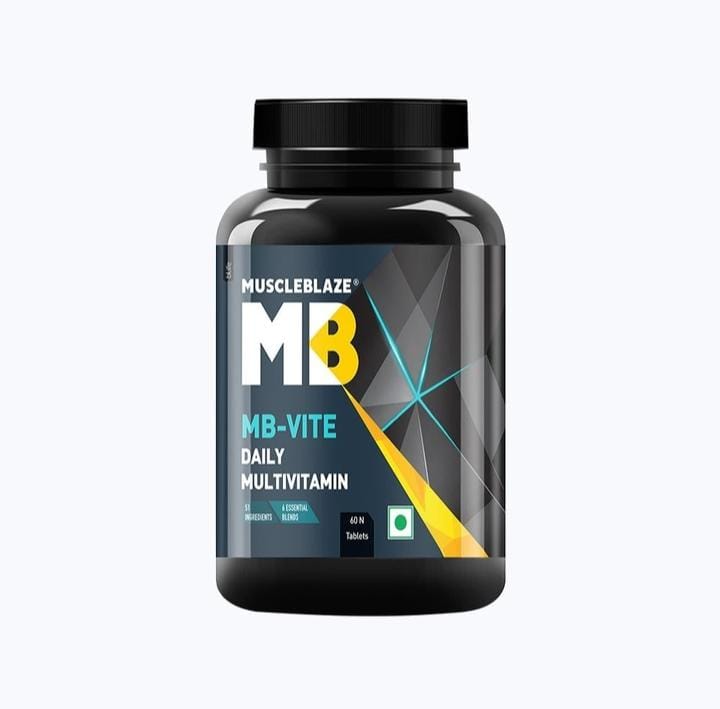 MUSCLEBLAZE®
MB
MB-VITE
DAILY
MULTIVITAMIN
51 6 ESSENTIAL
INGREDIENTS BLENDS
60 N
Tablets